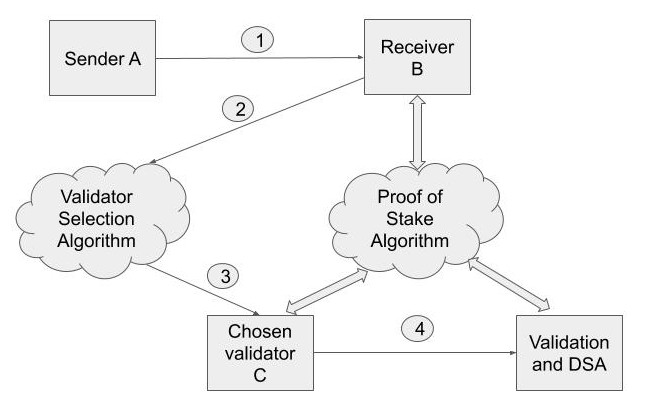 Sender A
1
Receiver
B
2
Validator
Selection
Algorithm
Proof of
Stake
Algorithm
3
Chosen
validator
C
4
Validation
and DSA